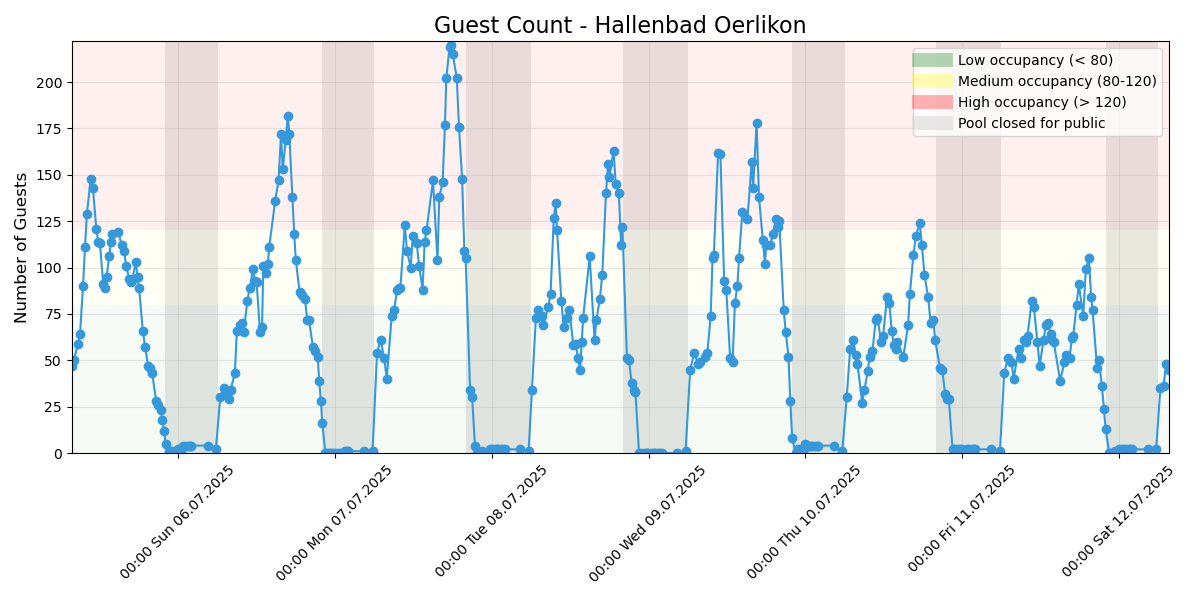 Guest Count - Hallenbad Oerlikon
Number of Guests
200
175
150
125
100
75
50
25
0
Low occupancy (< 80)
Medium occupancy (80-120)
High occupancy (> 120)
Pool closed for public
00:00 Sun 06.07.2025
00:00 Mon 07.07.2025
00:00 Tue 08.07.2025
00:00 Wed 09.07.2025
00:00 Thu 10.07.2025
00:00 Fri 11.07.2025
00:00 Sat 12.07.2025